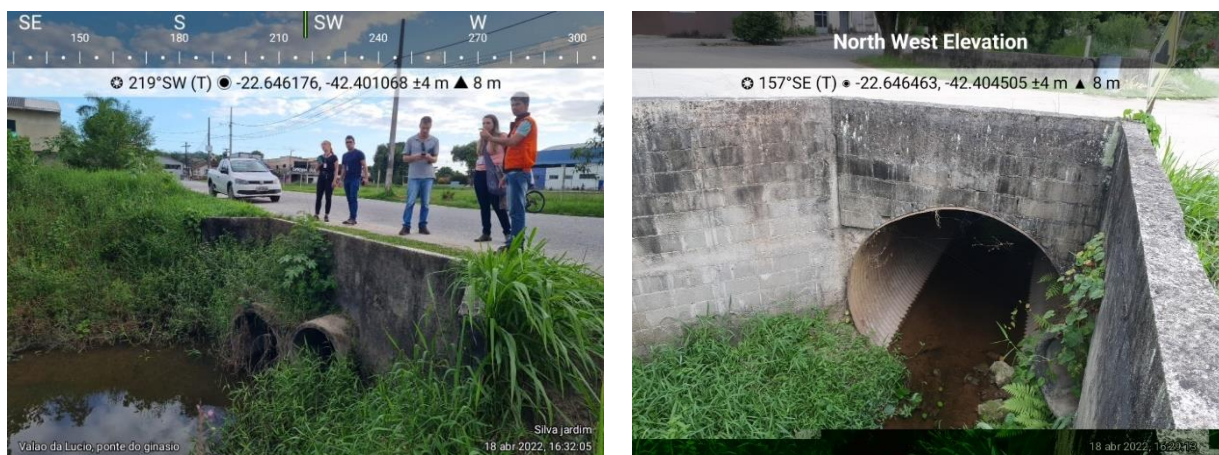 SE S SW W
150 180 210 240 270 300
219°SW (T) -22.646176, -42.401068 ±4 m ▲ 8 m
Silva jardim
Valao da Lucio, ponte do ginasio 18 abr 2022, 16:32:05
North West Elevation
157°SE (T) -22.646463, -42.404505 ±4 m ▲ 8 m
18 abr 2022,